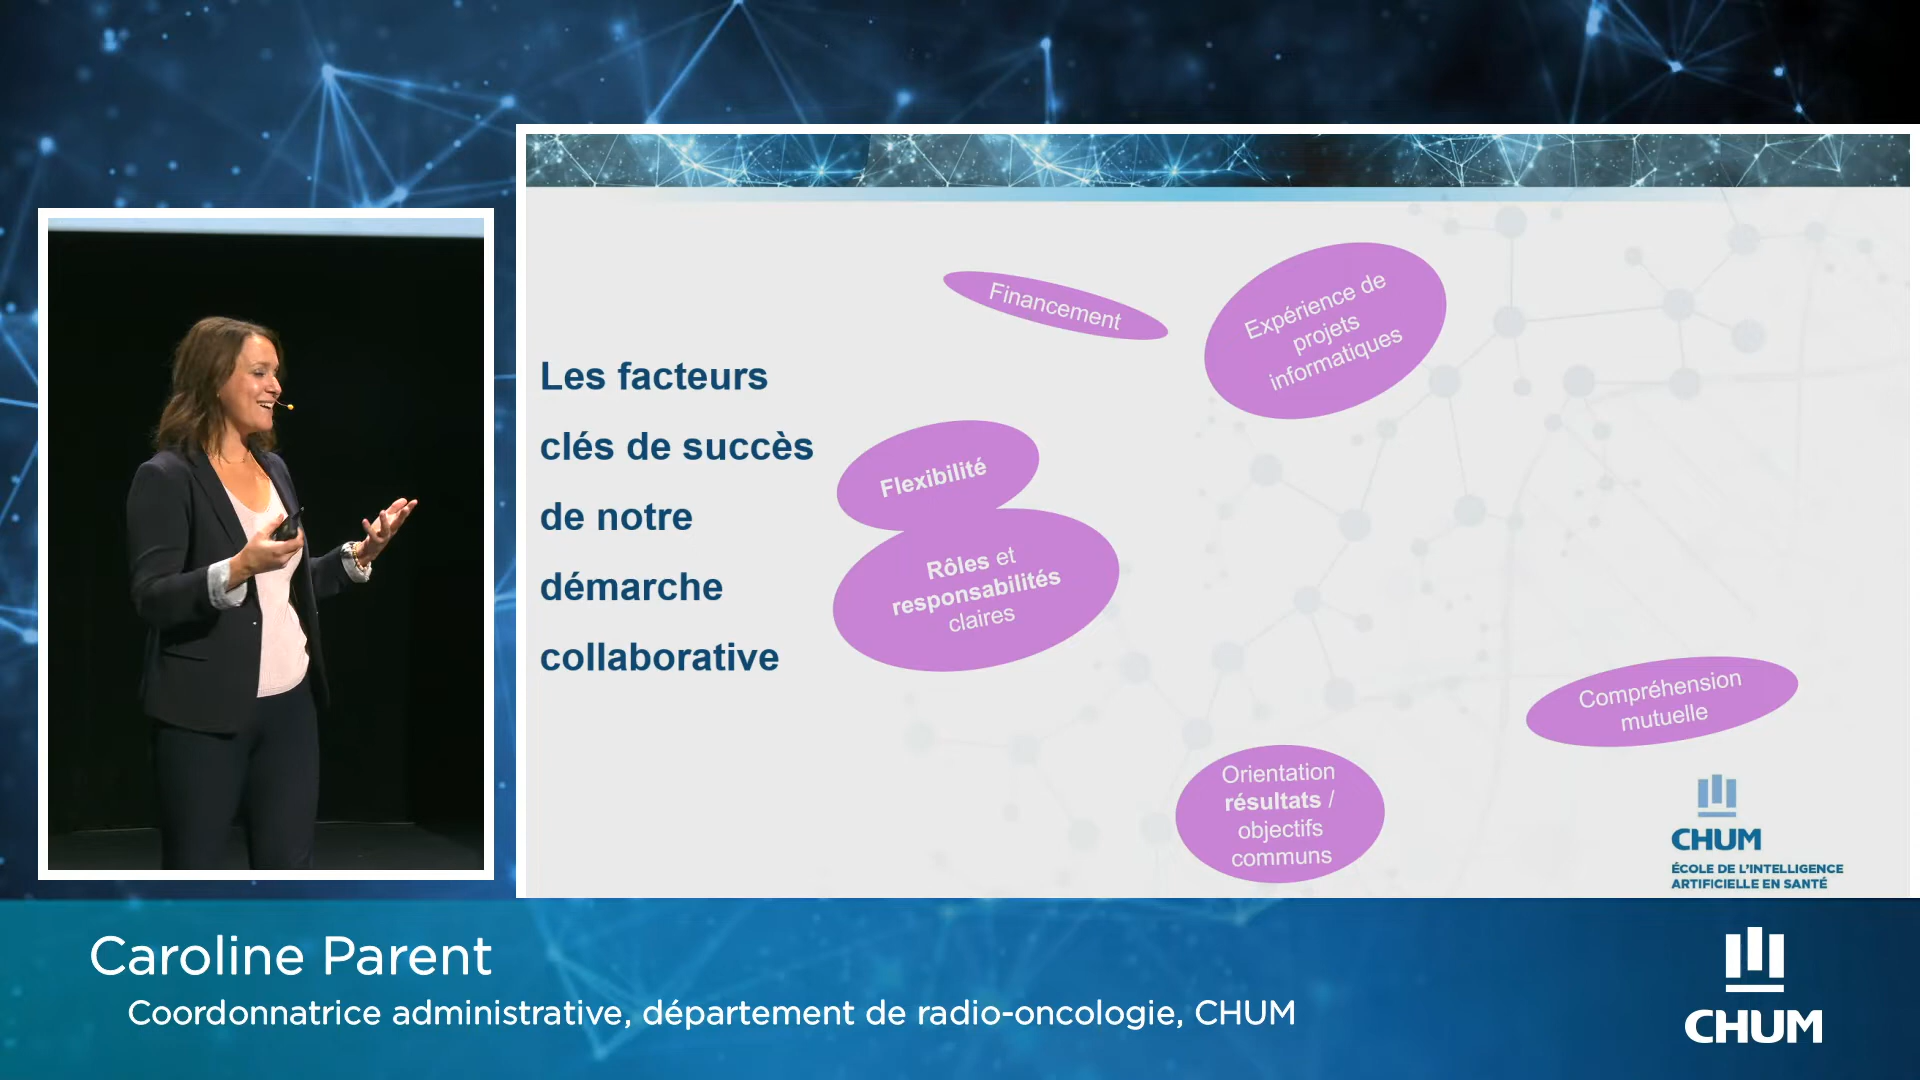 Les facteurs
clés de succès
de notre
démarche
collaborative
Financement
Expérience de
projets
informatiques
Flexibilité
Rôles et
responsabilités
claires
Compréhension
mutuelle
Orientation
résultats /
objectifs
communs
CHUM
ÉCOLE DE L'INTELLIGENCE
ARTIFICIELLE EN SANTÉ
Caroline Parent
Coordonnatrice administrative, département de radio-oncologie, CHUM
CHUM